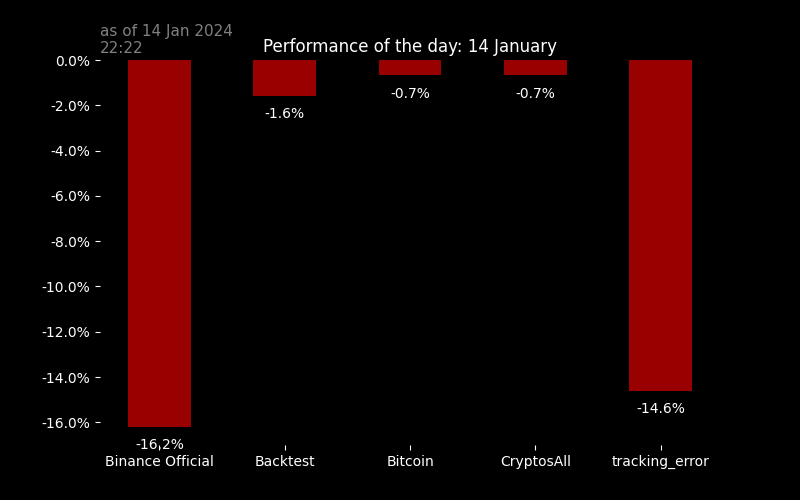 as of 14 Jan 2024
22:22
Performance of the day: 14 January
0.0%
-2.0%
-4.0%
-6.0%
-8.0%
-10.0%
-12.0%
-14.0%
-16.0%
-16.2%
-1.6%
-0.7%
-0.7%
-14.6%
Binance Official
Backtest
Bitcoin
CryptosAll
tracking_error